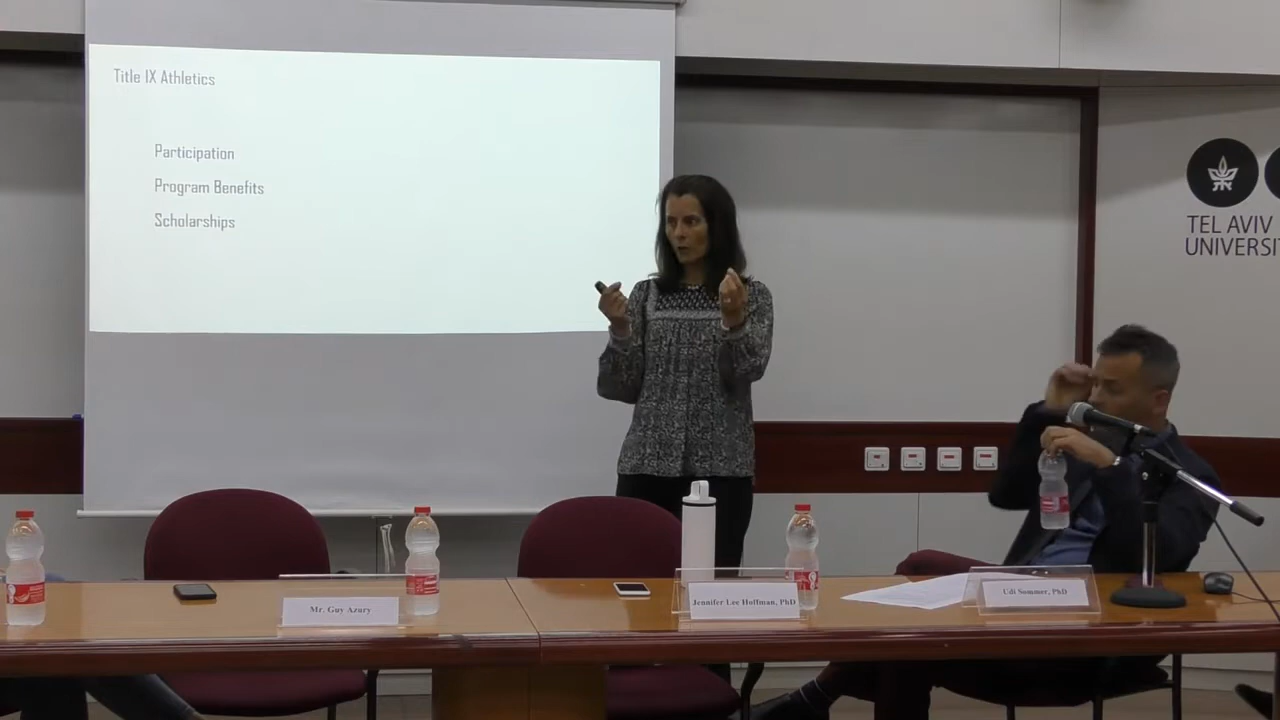 Title IX Athletics
Participation
Program Benefits
Scholarships
TEL AVIV
UNIVERSI
Mr. Guy Azury
Jennifer Lee Hoffman, PhD
Udi Sommer, PhD